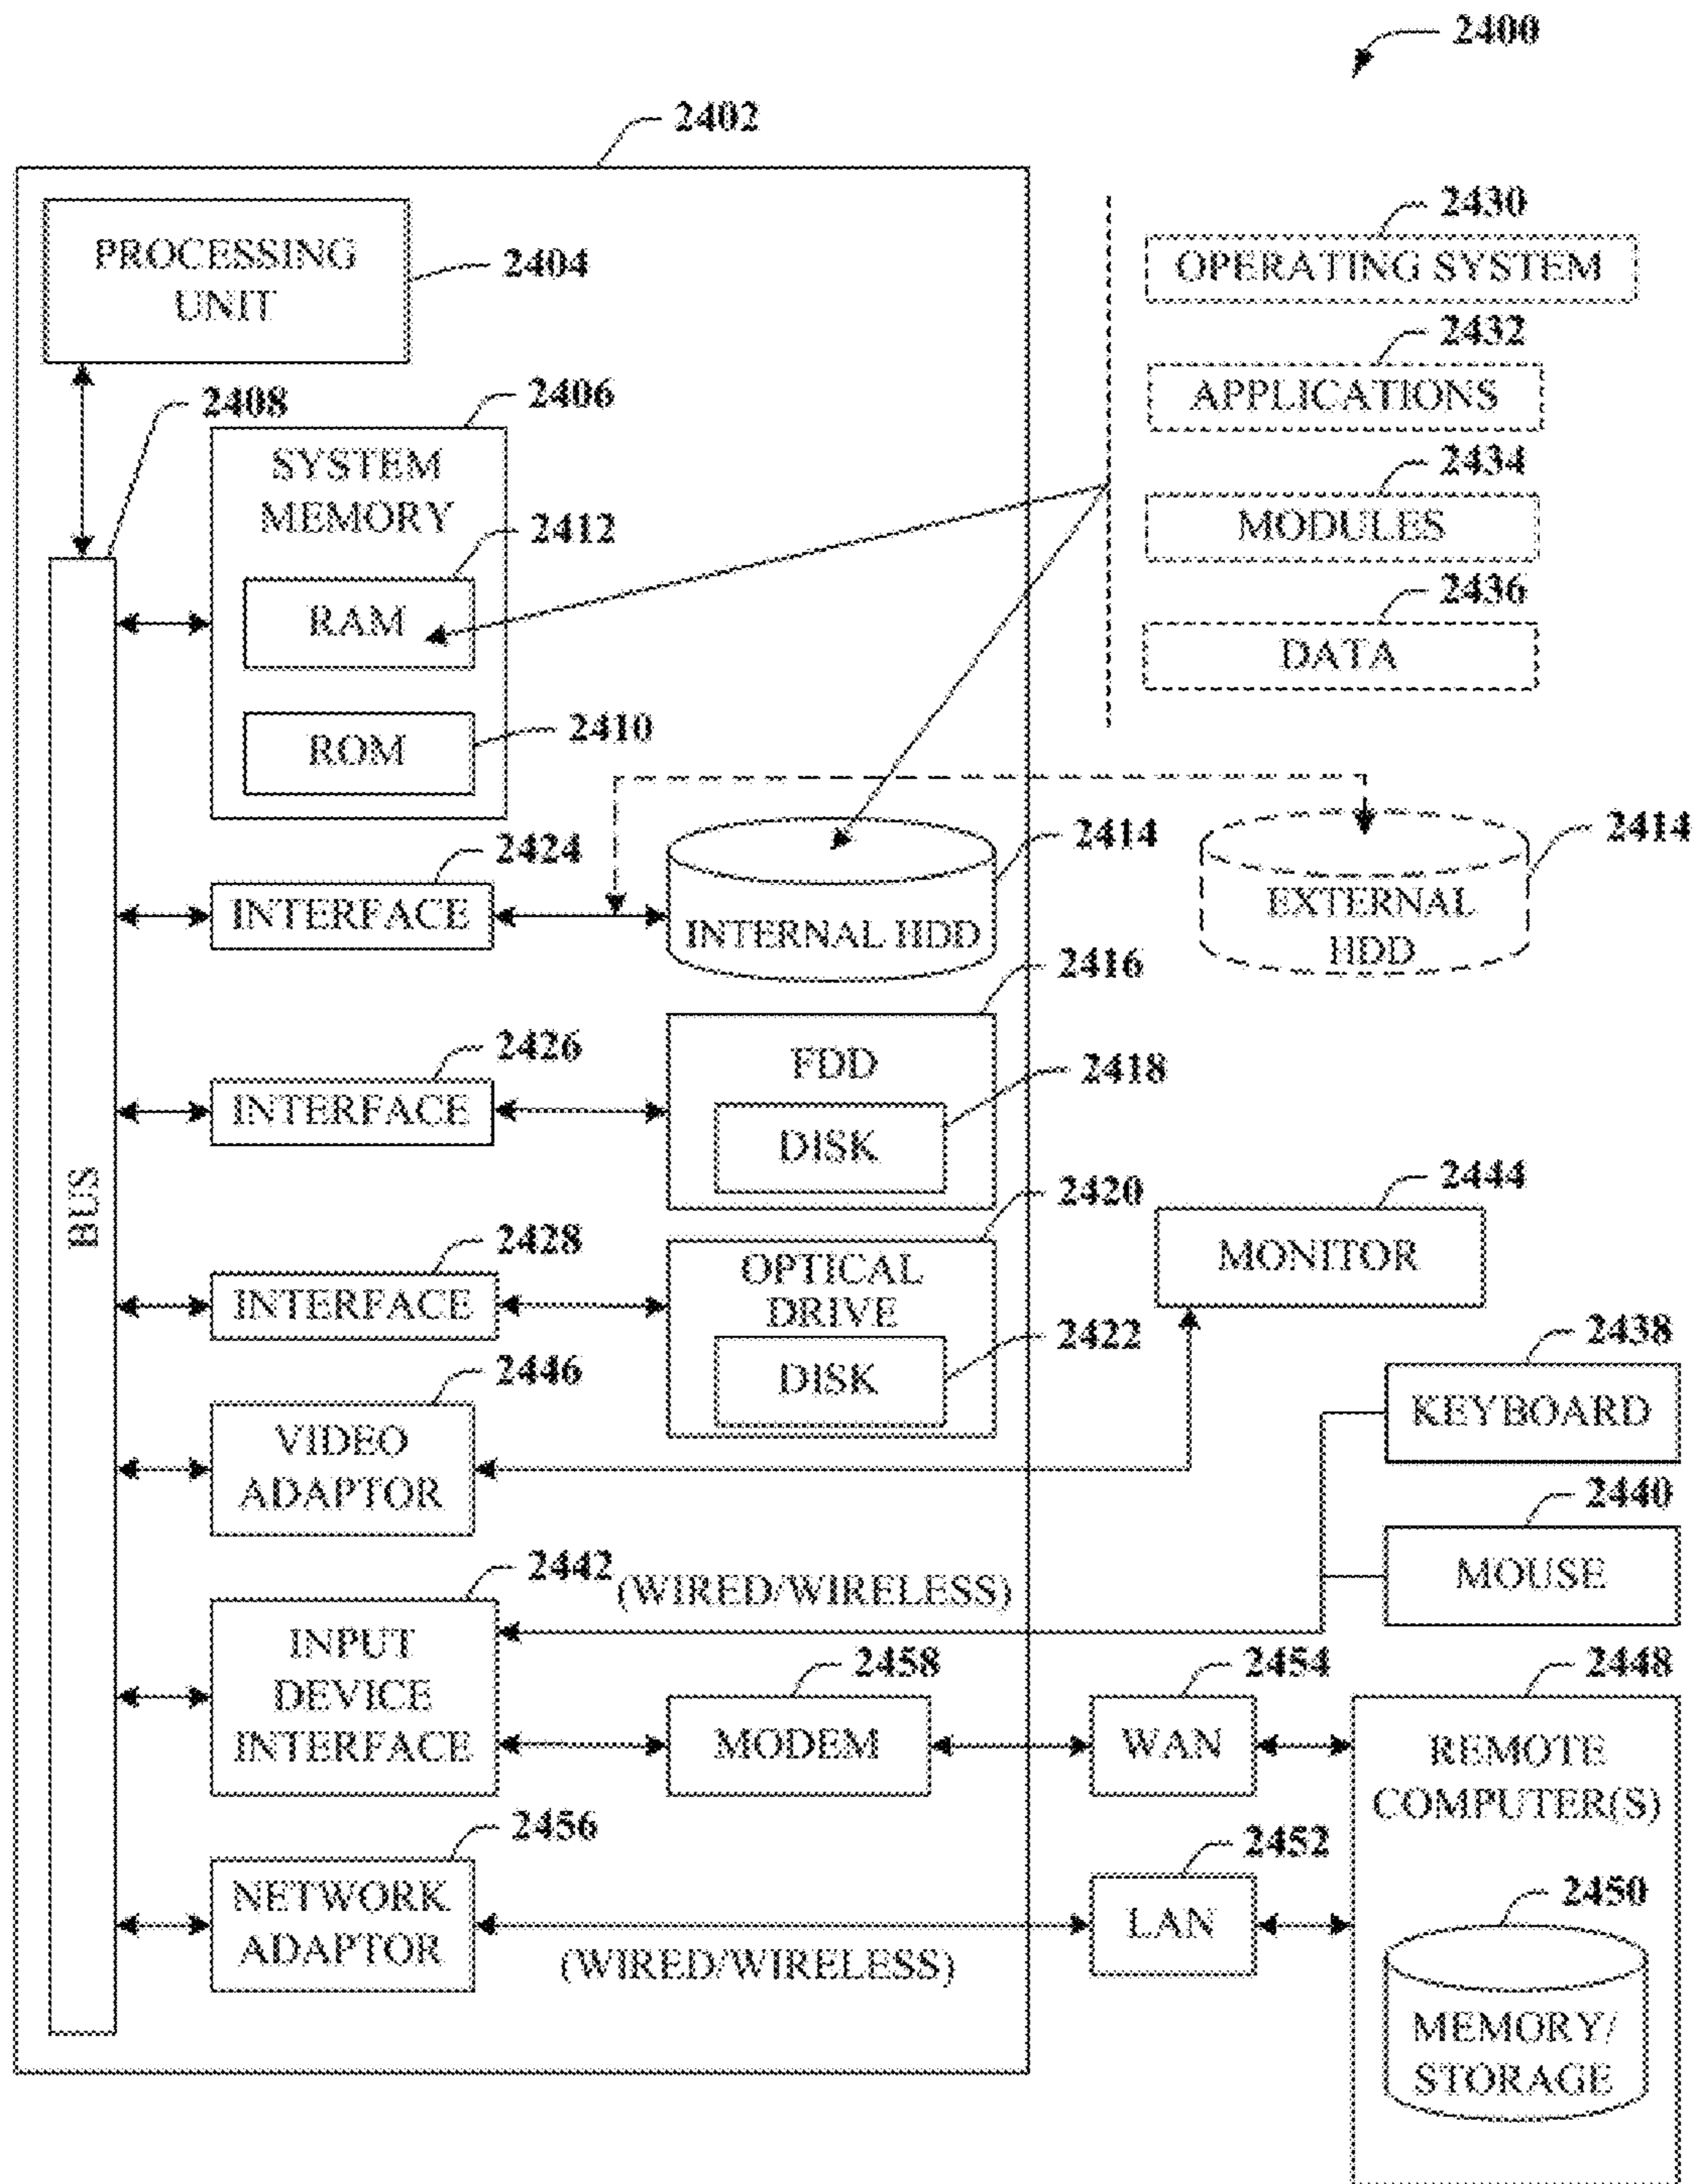 2400
2402
PROCESSING
UNIT
2404
2430
OPERATING SYSTEM
2432
APPLICATIONS
2434
MODULES
2436
DATA
2408
2406
SYSTEM
MEMORY
2412
RAM
2410
ROM
BUS
2424
INTERFACE
2414
INTERNAL HDD
2414
EXTERNAL
HDD
2426
INTERFACE
2416
FDD
2418
DISK
2428
INTERFACE
2420
OPTICAL
DRIVE
2422
DISK
2444
MONITOR
2446
VIDEO
ADAPTOR
2438
KEYBOARD
2440
MOUSE
2442
(WIRED/WIRELESS)
INPUT
DEVICE
INTERFACE
2458
MODEM
2454
WAN
2448
REMOTE
COMPUTER(S)
2456
NETWORK
ADAPTOR
(WIRED/WIRELESS)
2452
LAN
2450
MEMORY/
STORAGE